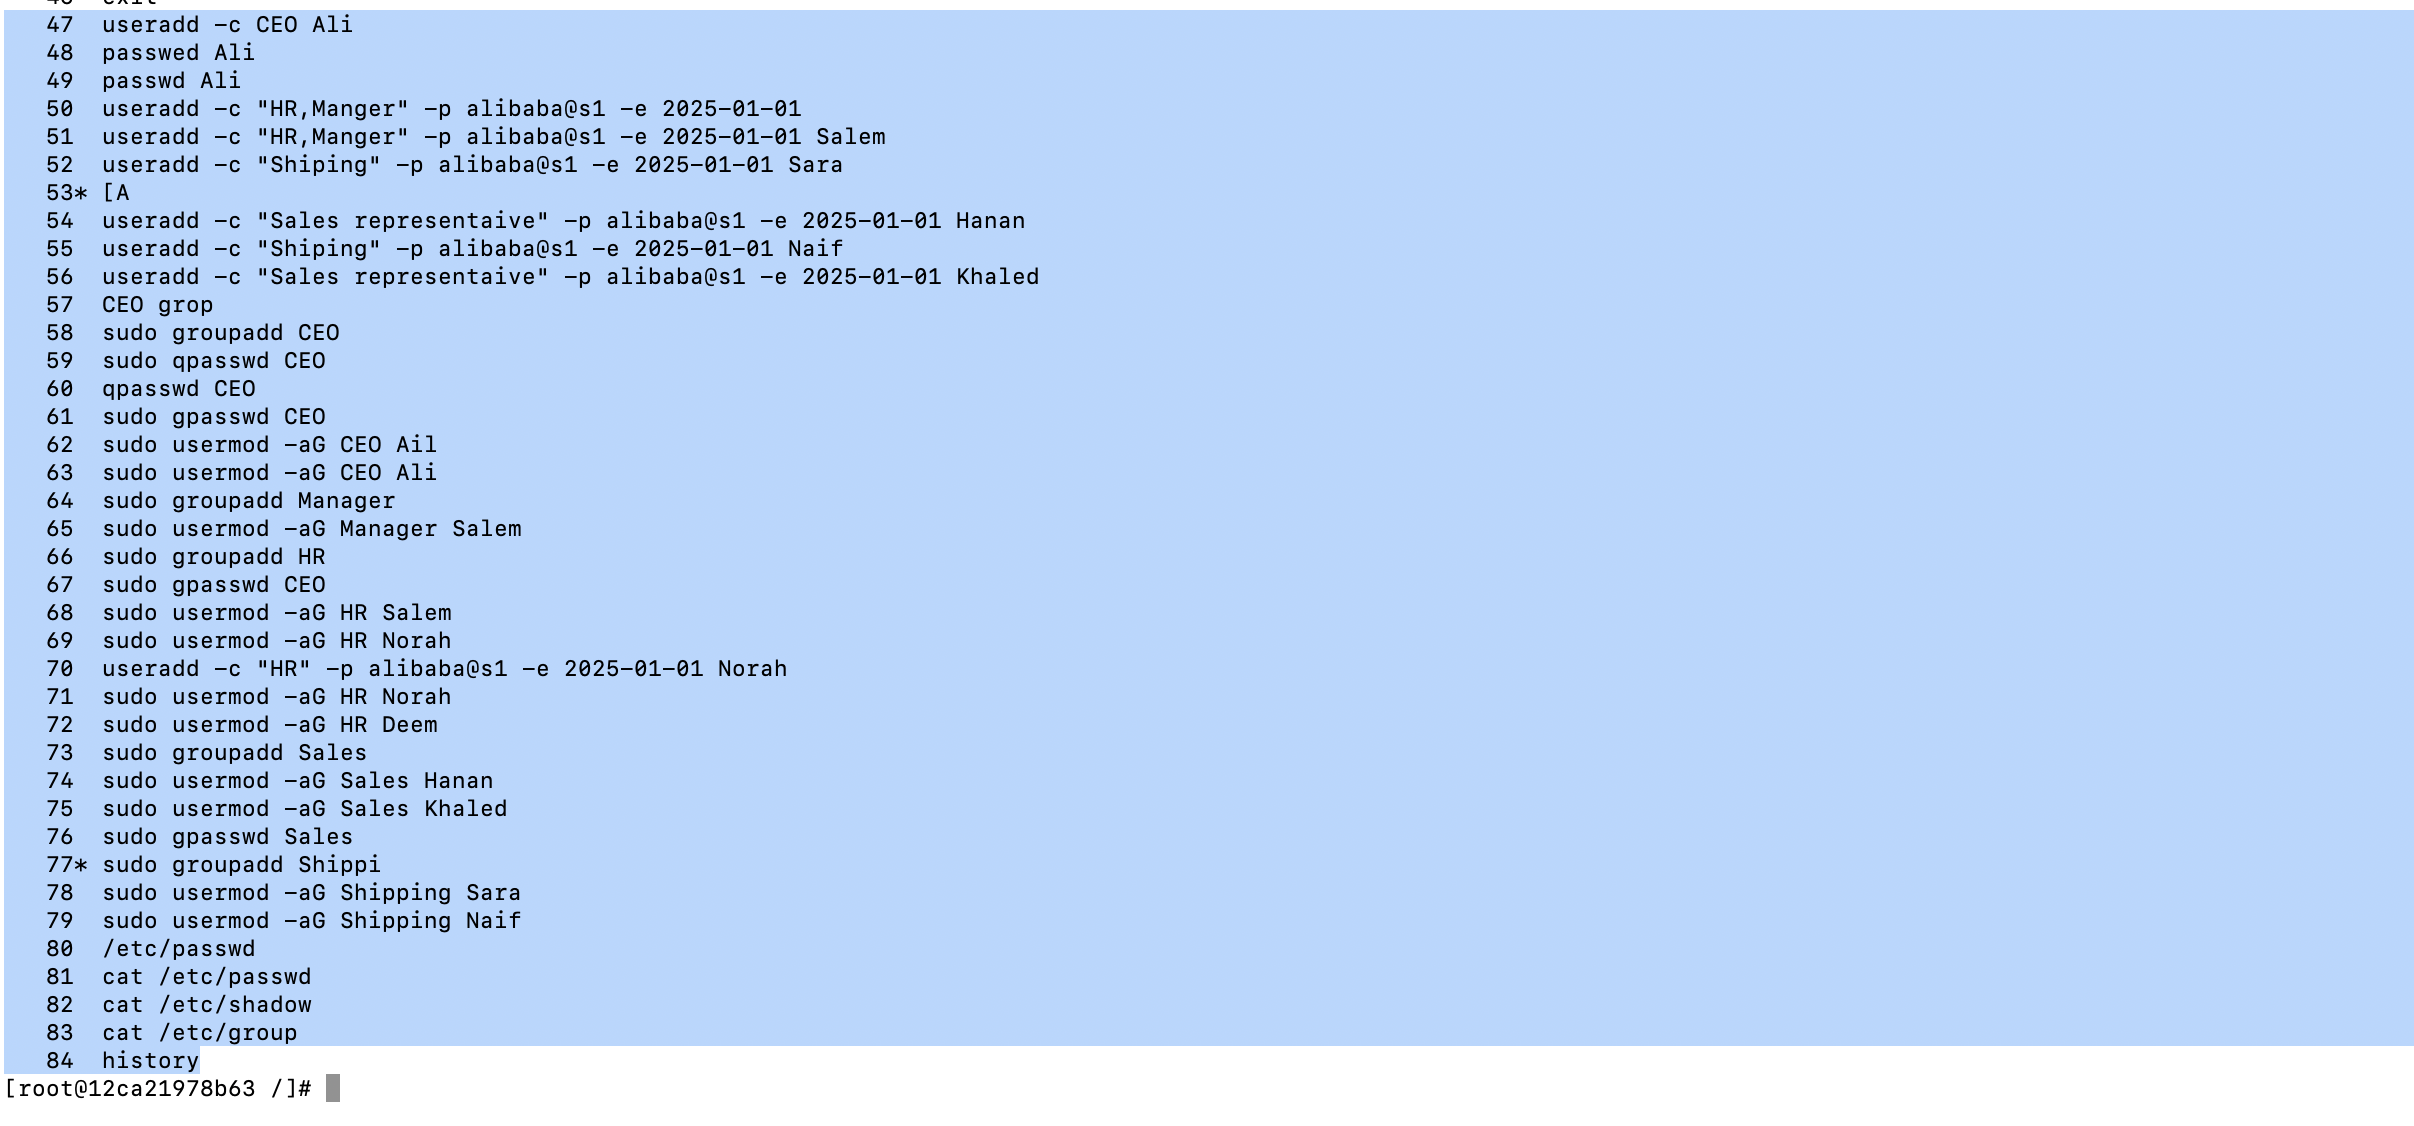 47 useradd -c CEO Ali
48 passwed Ali
49 passwd Ali
50 useradd -c "HR,Manger" -p alibaba@s1 -e 2025-01-01
51 useradd -c "HR,Manger" -p alibaba@s1 -e 2025-01-01 Salem
52 useradd -c "Shiping" -p alibaba@s1 -e 2025-01-01 Sara
53* [A
54 useradd -c "Sales representaive" -p alibaba@s1 -e 2025-01-01 Hanan
55 useradd -c "Shiping" -p alibaba@s1 -e 2025-01-01 Naif
56 useradd -c "Sales representaive" -p alibaba@s1 -e 2025-01-01 Khaled
57 CEO grop
58 sudo groupadd CEO
59 sudo qpasswd CEO
60 qpasswd CEO
61 sudo gpasswd CEO
62 sudo usermod -aG CEO Ail
63 sudo usermod -aG CEO Ali
64 sudo groupadd Manager
65 sudo usermod -aG Manager Salem
66 sudo groupadd HR
67 sudo gpasswd CEO
68 sudo usermod -aG HR Salem
69 sudo usermod -aG HR Norah
70 useradd -c "HR" -p alibaba@s1 -e 2025-01-01 Norah
71 sudo usermod -aG HR Norah
72 sudo usermod -aG HR Deem
73 sudo groupadd Sales
74 sudo usermod -aG Sales Hanan
75 sudo usermod -aG Sales Khaled
76 sudo gpasswd Sales
77* sudo groupadd Shippi
78 sudo usermod -aG Shipping Sara
79 sudo usermod -aG Shipping Naif
80 /etc/passwd
81 cat /etc/passwd
82 cat /etc/shadow
83 cat /etc/group
84 history
[root@12ca21978b63 /]#